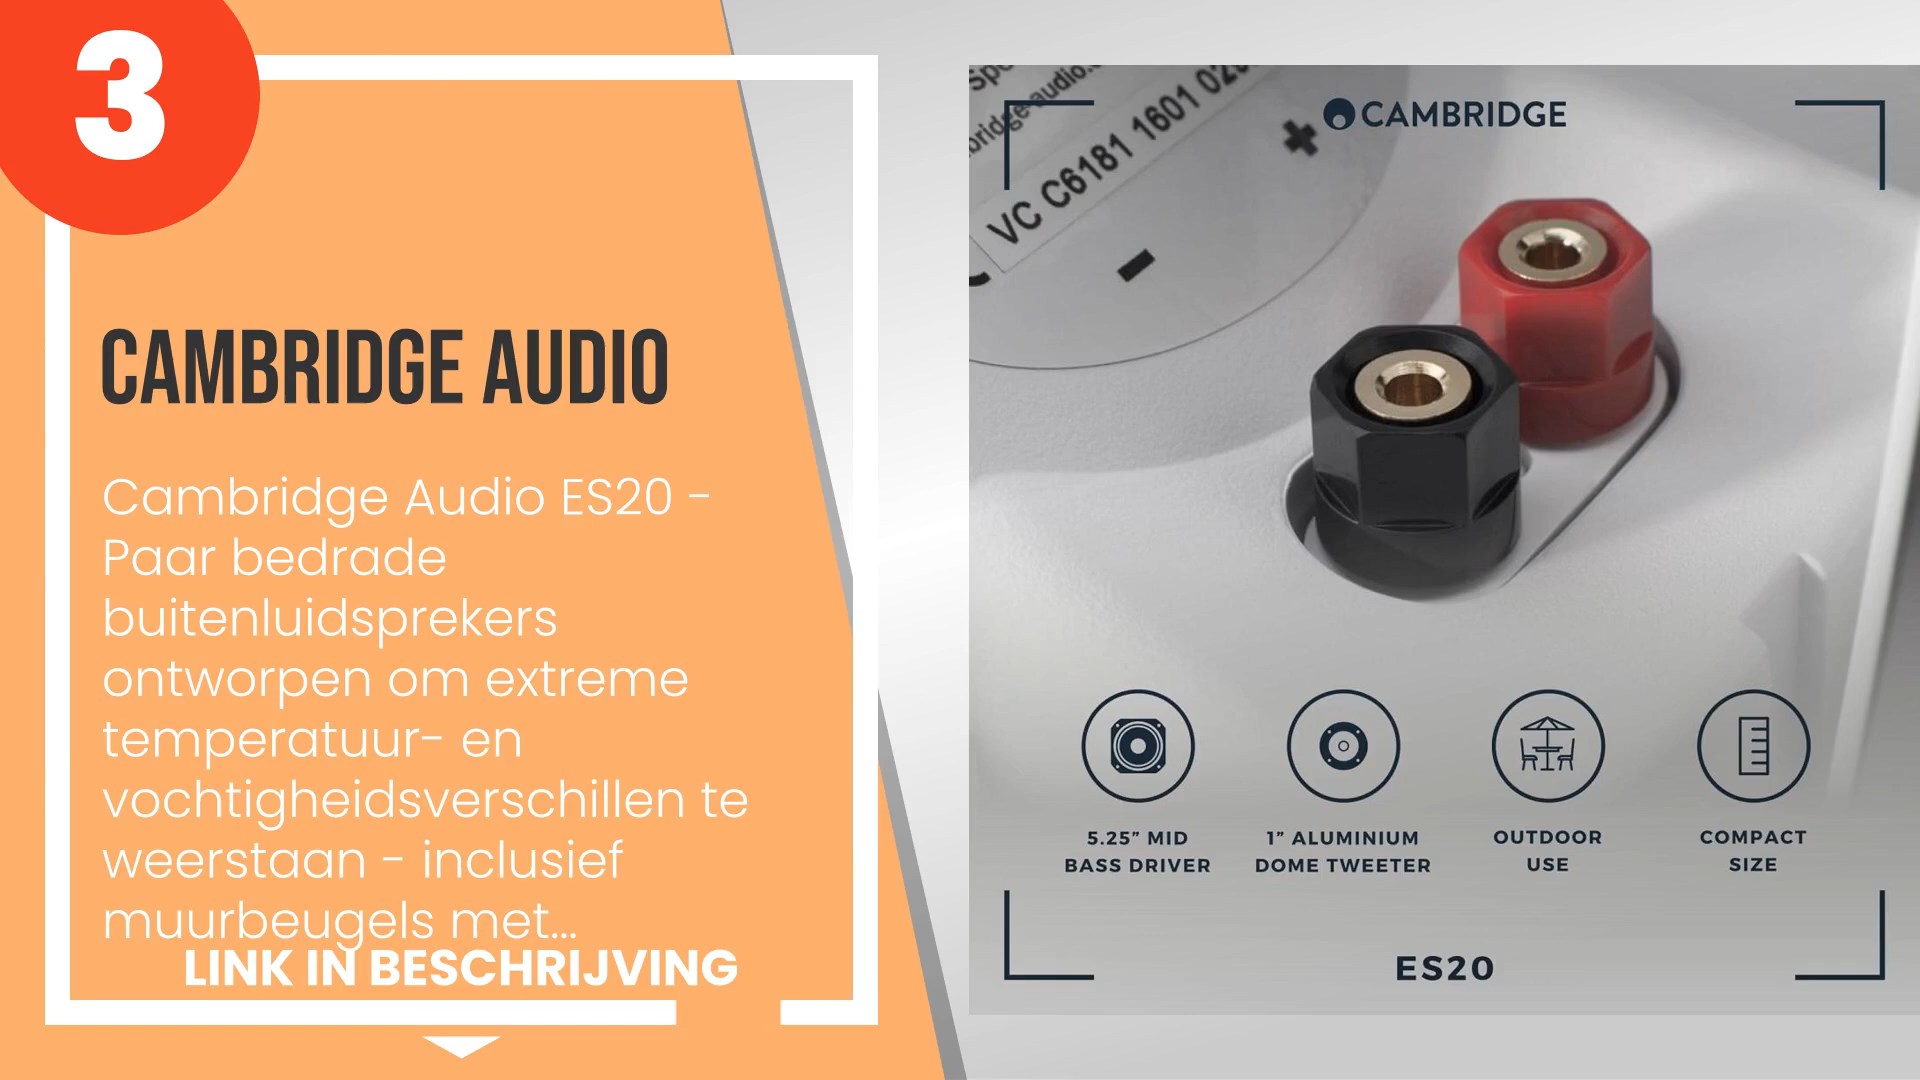 3
CAMBRIDGE AUDIO
Cambridge Audio ES20 -
Paar bedrade
buitenluidsprekers
ontworpen om extreme
temperatuur- en
vochtigheidsverschillen te
weerstaan - inclusief
muurbeugels met...
LINK IN BESCHRIJVING
CAMBRIDGE
VC C6181 1601
+
-
5.25” MID
BASS DRIVER
1” ALUMINIUM
DOME TWEETER
OUTDOOR
USE
COMPACT
SIZE
ES20